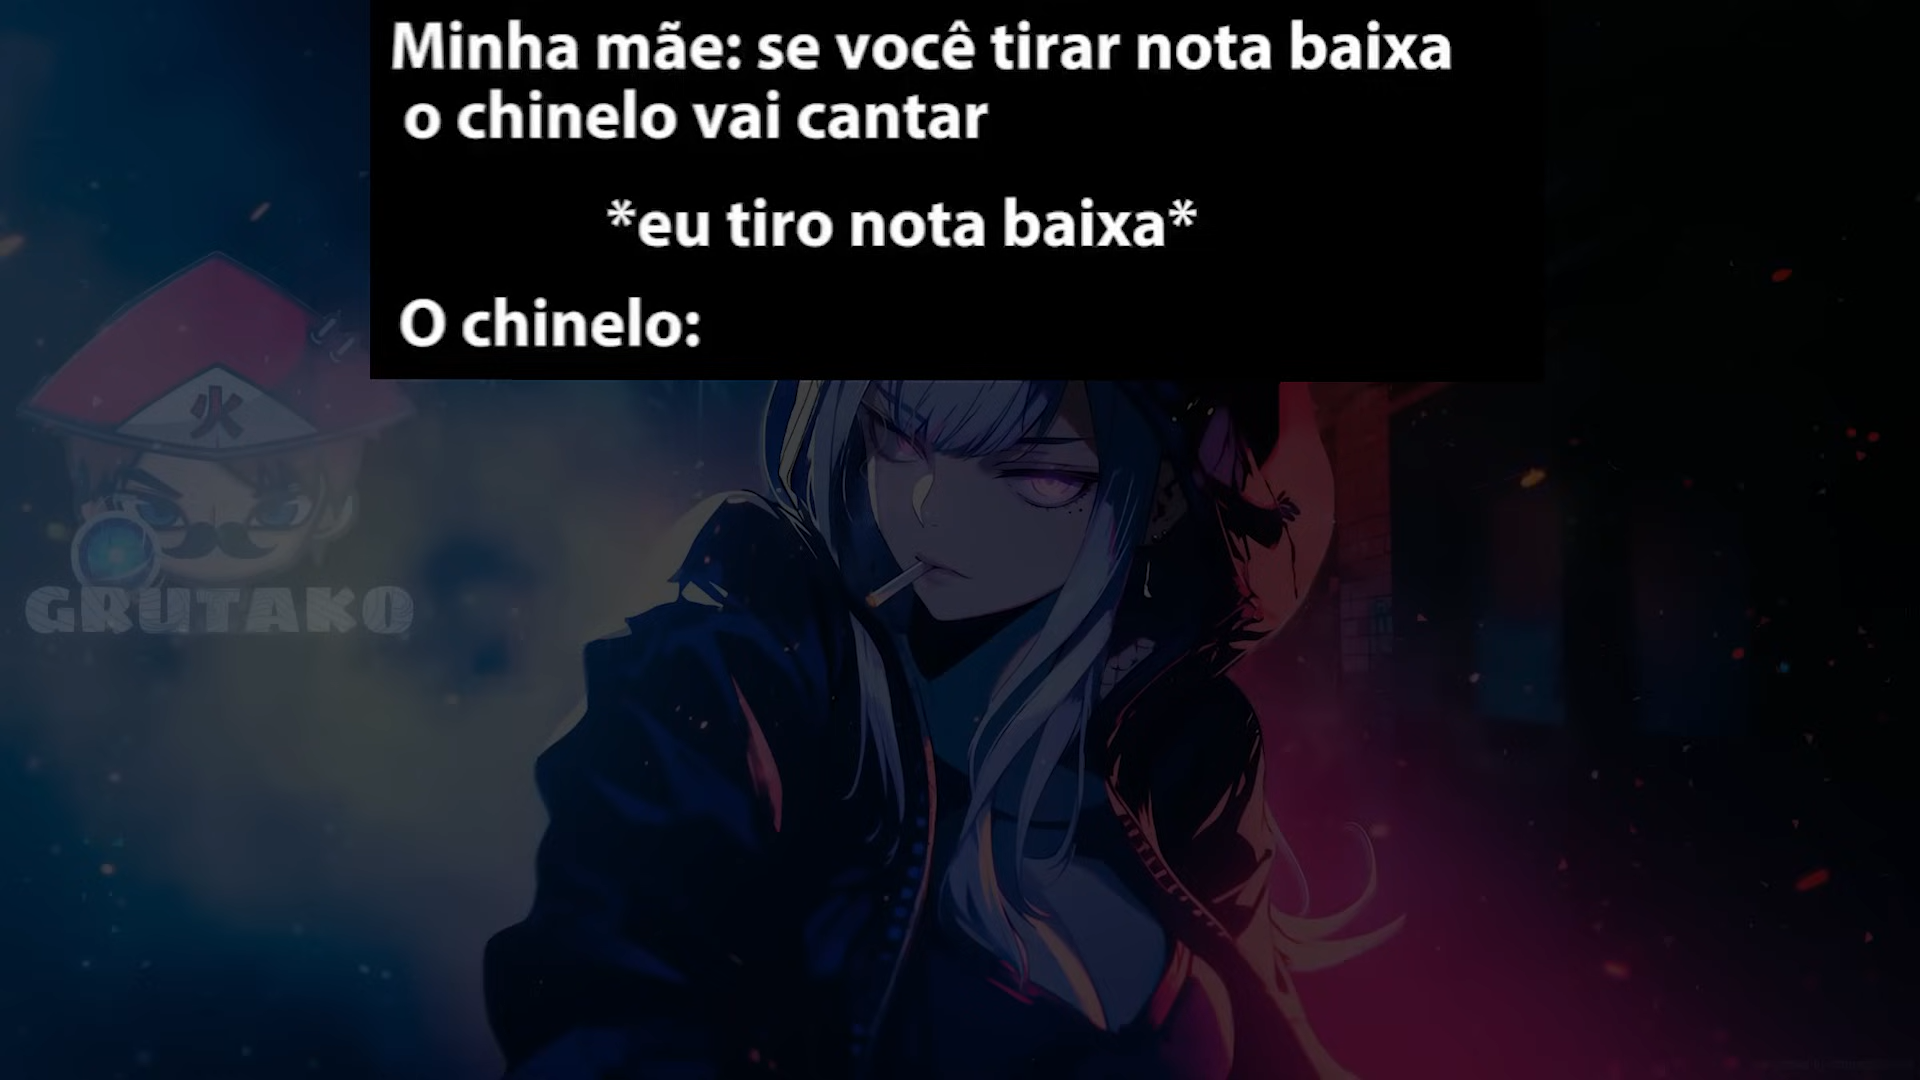 Minha mãe: se você tirar nota baixa
o chinelo vai cantar
*eu tiro nota baixa*
O chinelo:
火
GRUTAKO